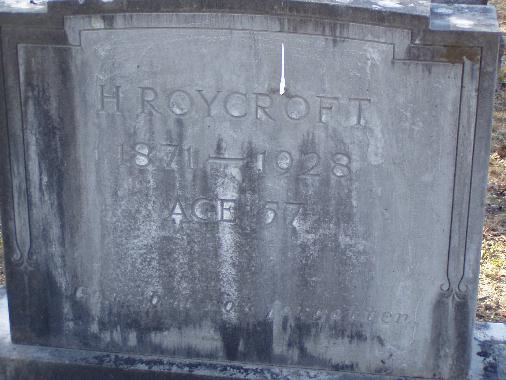 H ROYCROFT
1871 — 1928
AGE 57